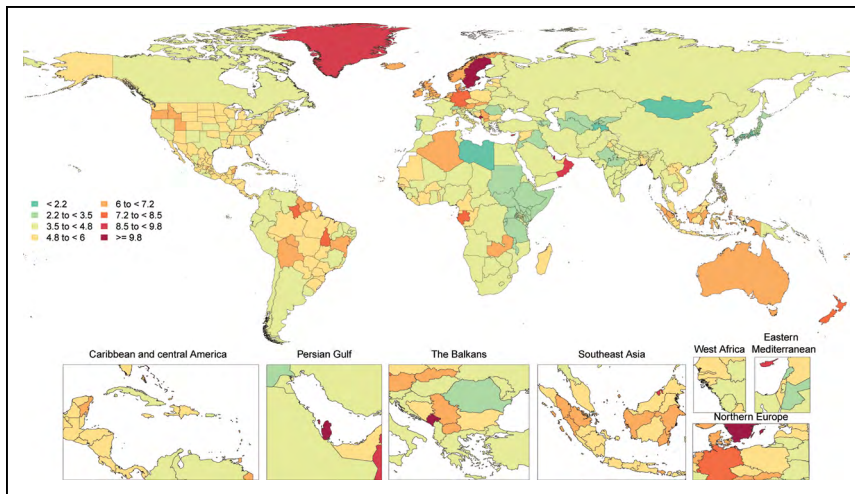 < 2.2
2.2 to < 3.5
3.5 to < 4.8
4.8 to < 6
6 to < 7.2
7.2 to < 8.5
8.5 to < 9.8
>= 9.8
Caribbean and central America
Persian Gulf
The Balkans
Southeast Asia
West Africa
Eastern
Mediterranean
Northern Europe